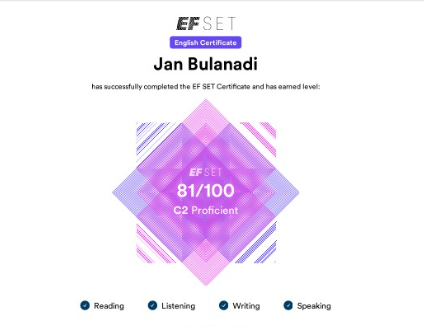 EF SET
English Certificate
Jan Bulanadi
has successfully completed the EF SET Certificate and has earned level:
EF SET
81/100
C2 Proficient
Reading Listening Writing Speaking